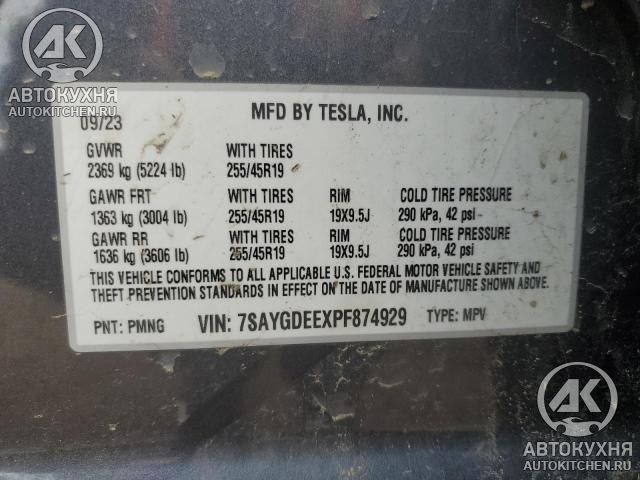 АК
АВТОКУХНЯ
AUTOKITCHEN.RU
MFD BY TESLA, INC.
09/23
GVWR WITH TIRES
2369 kg (5224 lb) 255/45R19
GAWR FRT WITH TIRES RIM COLD TIRE PRESSURE
1363 kg (3004 lb) 255/45R19 19X9.5J 290 kPa, 42 psi
GAWR RR WITH TIRES RIM COLD TIRE PRESSURE
1636 kg (3606 lb) 255/45R19 19X9.5J 290 kPa, 42 psi
THIS VEHICLE CONFORMS TO ALL APPLICABLE U.S. FEDERAL MOTOR VEHICLE SAFETY AND
THEFT PREVENTION STANDARDS IN EFFECT ON THE DATE OF MANUFACTURE SHOWN ABOVE.
PNT: PMNG VIN: 7SAYGDEEXPF874929 TYPE: MPV
АК
АВТОКУХНЯ
AUTOKITCHEN.RU